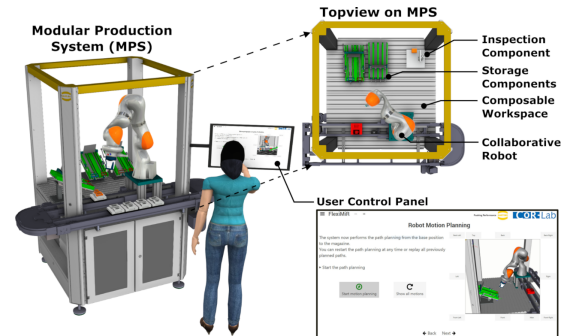 Modular Production
System (MPS)
Topview on MPS
Inspection
Component
Storage
Components
Composable
Workspace
Collaborative
Robot
User Control Panel
FlexiMiR
COR-Lab
Robot Motion Planning
The system now performs the path planning from the base position
to the magazine.
You can restart the path planning at any time or replay all previously
planned paths.
Start the path planning
Start motion planning
Show all motions
Back Next